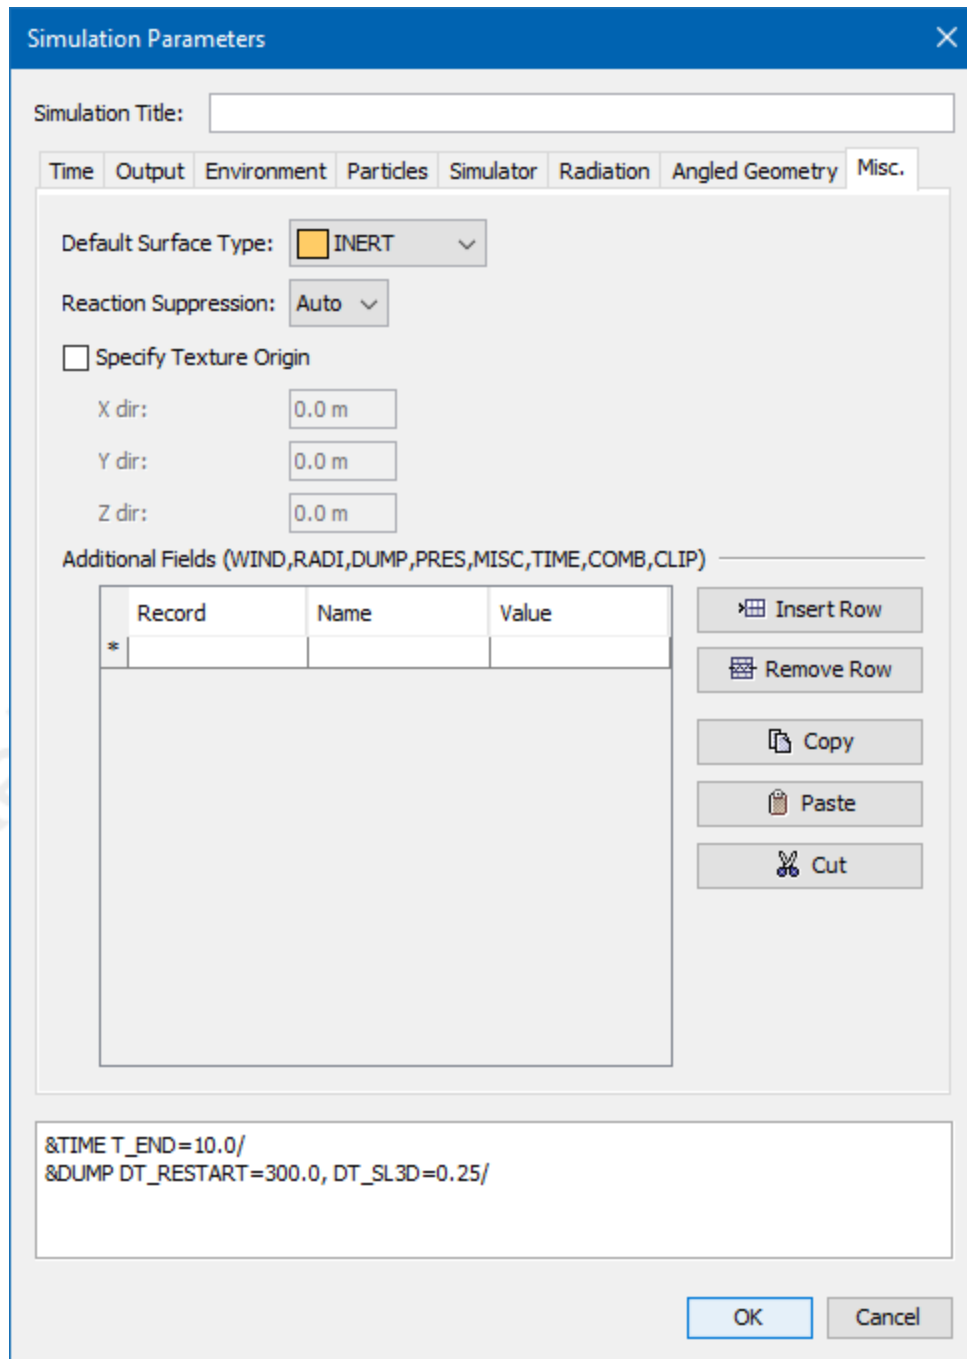 Simulation Parameters
Simulation Title:
Time Output Environment Particles Simulator Radiation Angled Geometry Misc.
Default Surface Type: INERT
Reaction Suppression: Auto
Specify Texture Origin
X dir: 0.0 m
Y dir: 0.0 m
Z dir: 0.0 m
Additional Fields (WIND,RADI,DUMP,PRES,MISC,TIME,COMB,CLIP)
Record Name Value
*
Insert Row
Remove Row
Copy
Paste
Cut
&TIME T_END=10.0/
&DUMP DT_RESTART=300.0, DT_SL3D=0.25/
OK Cancel